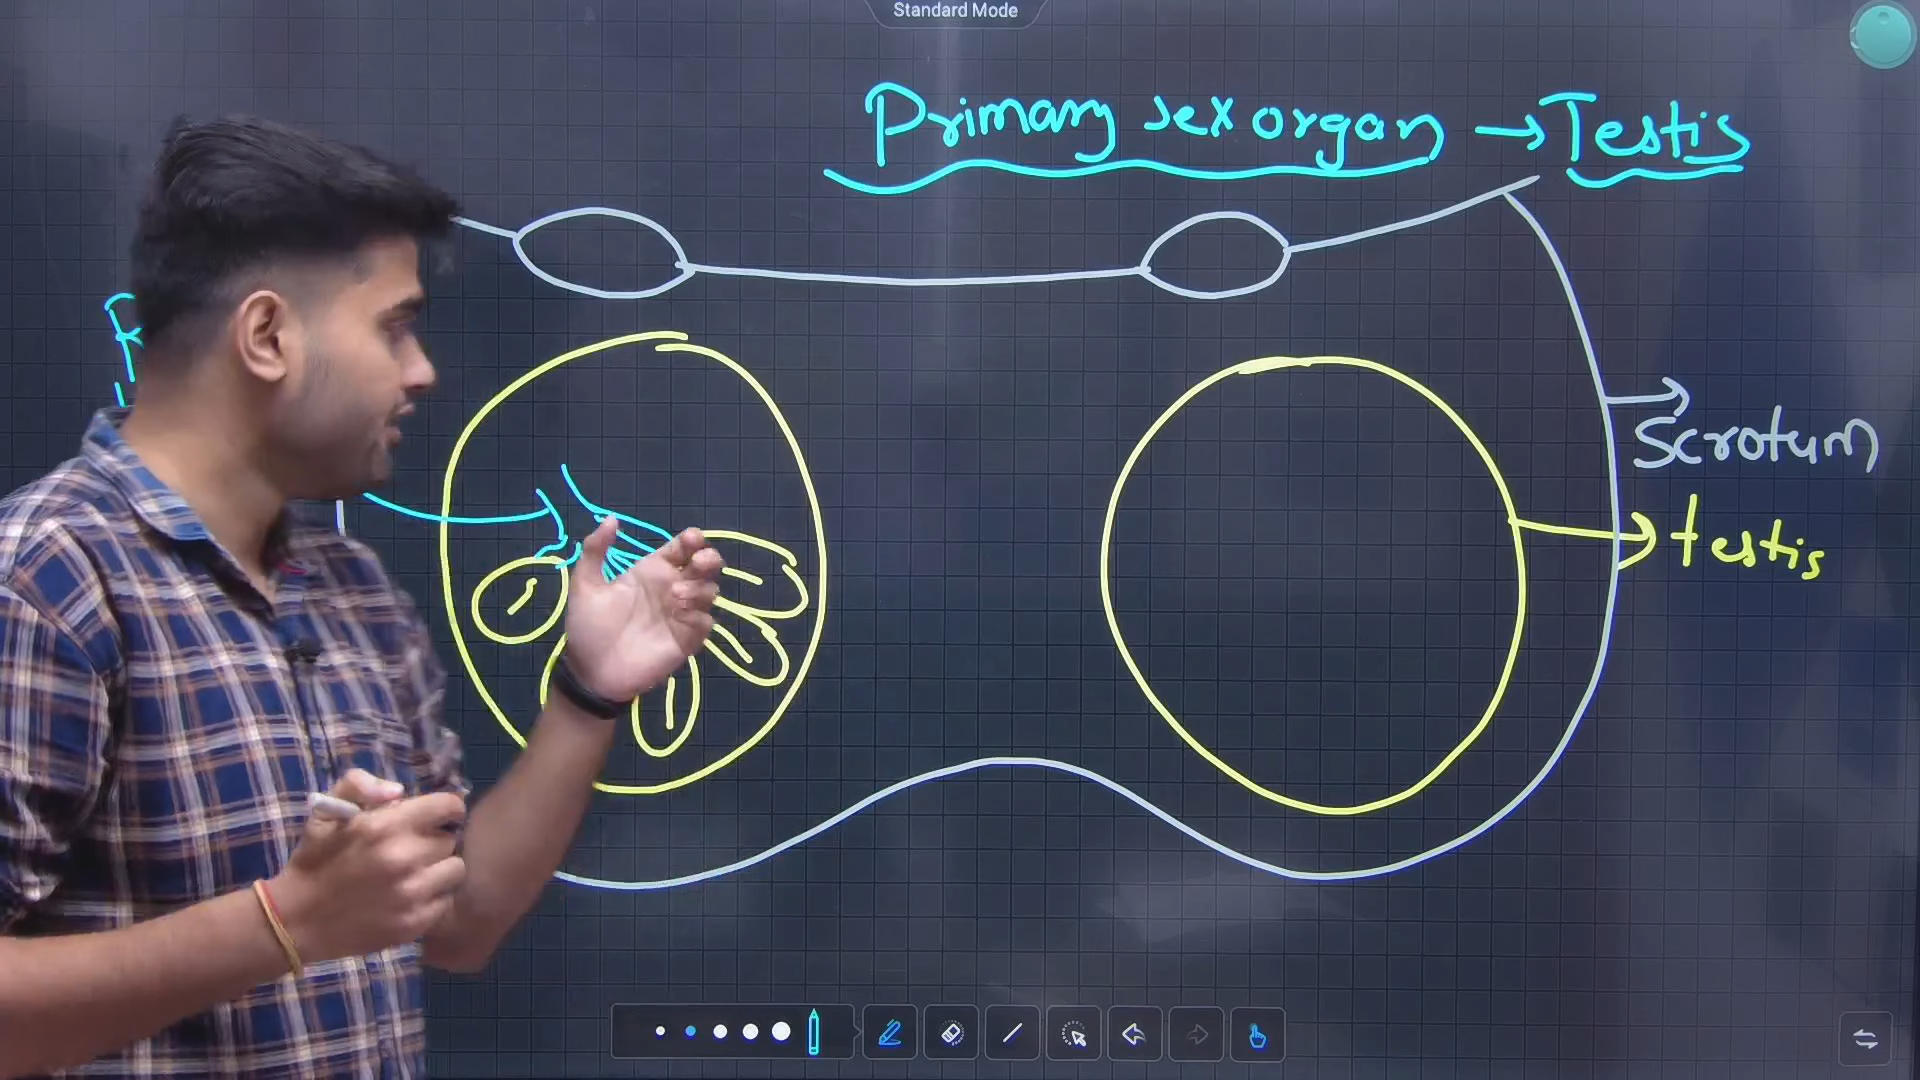 Standard Mode
Primary sex organ → Testis
Scrotum
testis